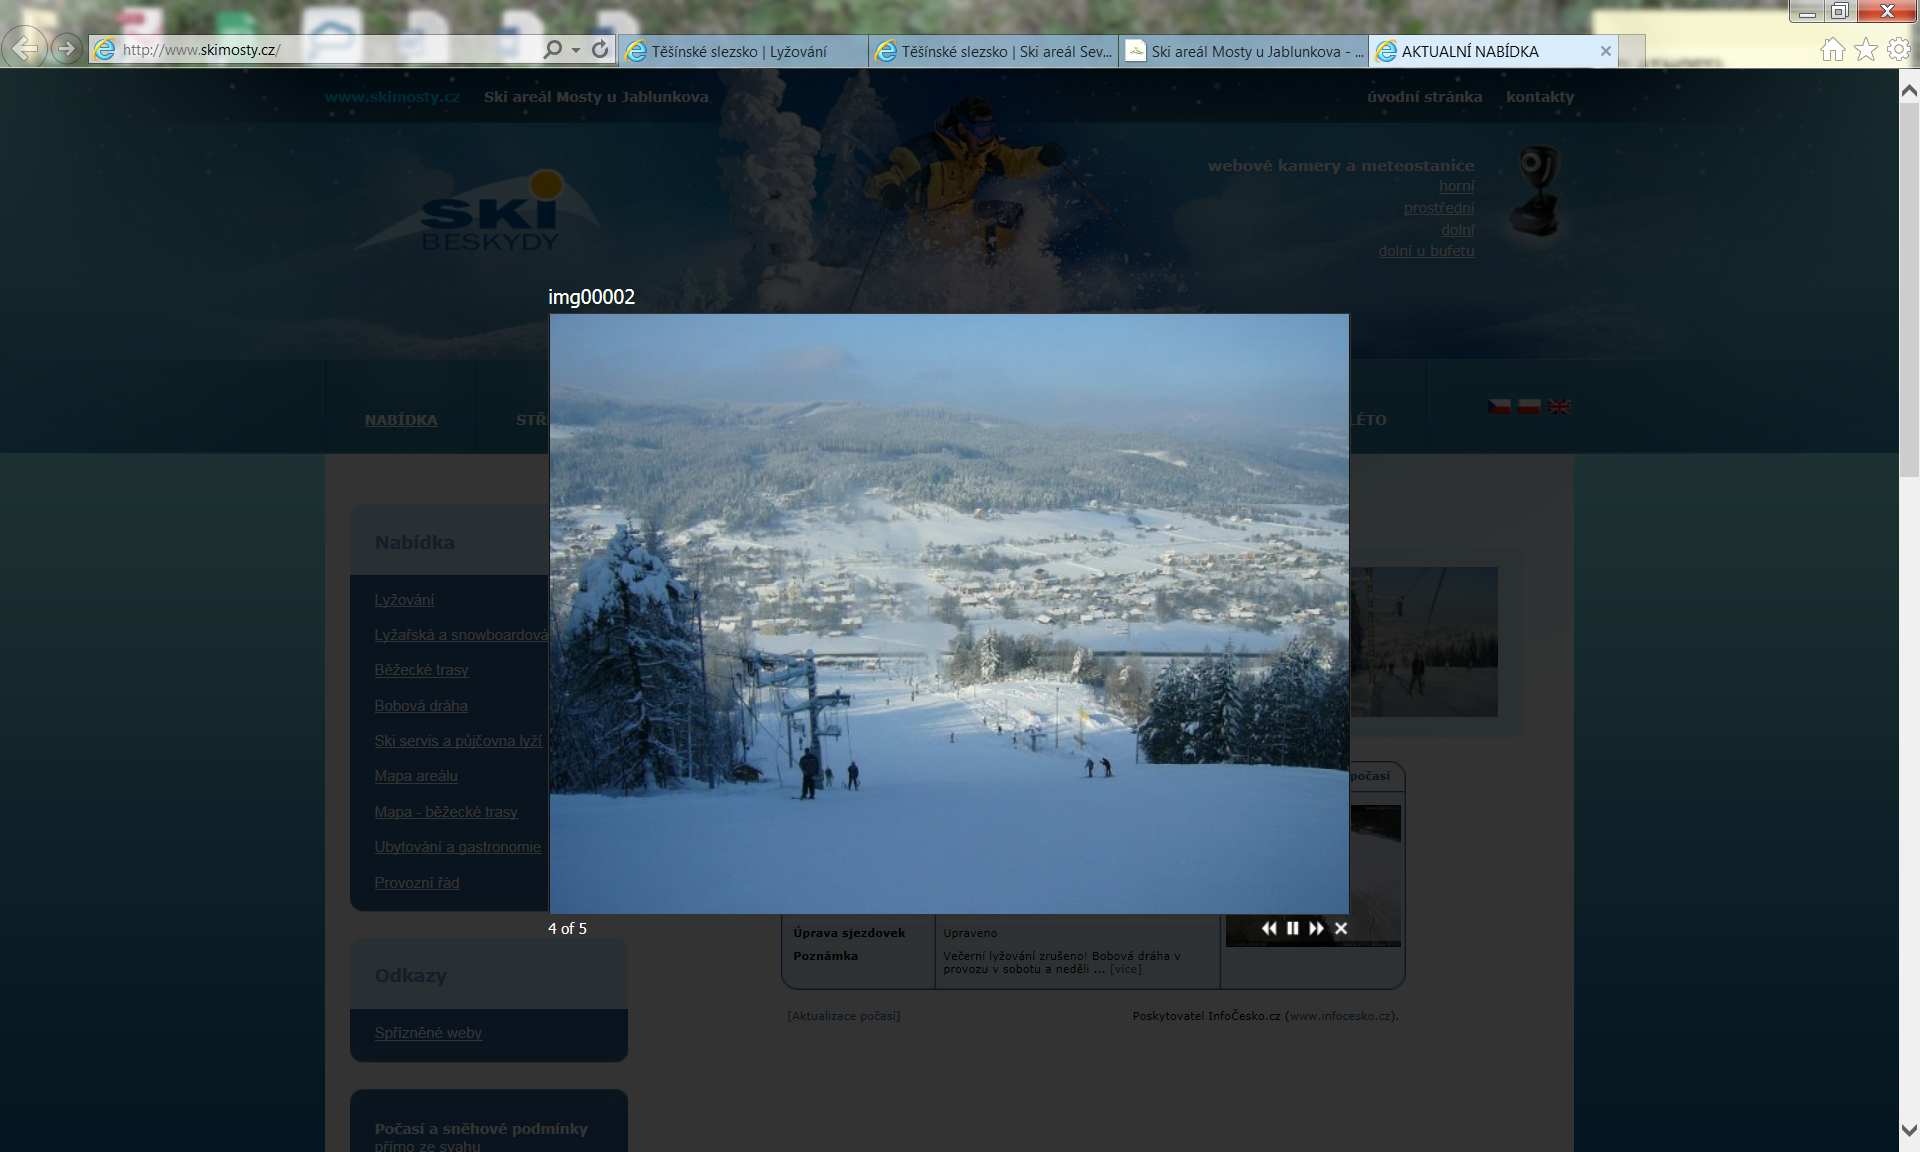 http://www.skimosty.cz/
Těšínské slezsko | Lyžování
Těšínské slezsko | Ski areál Sev...
Ski areál Mosty u Jablunkova - ...
AKTUALNÍ NABÍDKA
www.skimosty.cz
Ski areál Mosty u Jablunkova
úvodní stránka
kontakty
webové kamery a meteostanice
horní
prostřední
dolní
dolní u bufetu
SKI
BESKYDY
img00002
NABÍDKA
STŘ
LÉTO
Nabídka
Lyžování
Lyžařská a snowboardová
Běžecké trasy
Bobová dráha
Ski servis a půjčovna lyží
Mapa areálu
Mapa - běžecké trasy
Ubytování a gastronomie
Provozní řád
počasí
4 of 5
Úprava sjezdovek
Upraveno
Poznámka
Večerní lyžování zrušeno! Bobová dráha v
provozu v sobotu a neděli ... [více]
[Aktualizace počasí]
Poskytovatel InfoČesko.cz (www.infocesko.cz).
Odkazy
Spřízněné weby
Počasí a sněhové podmínky
přímo ze svahu